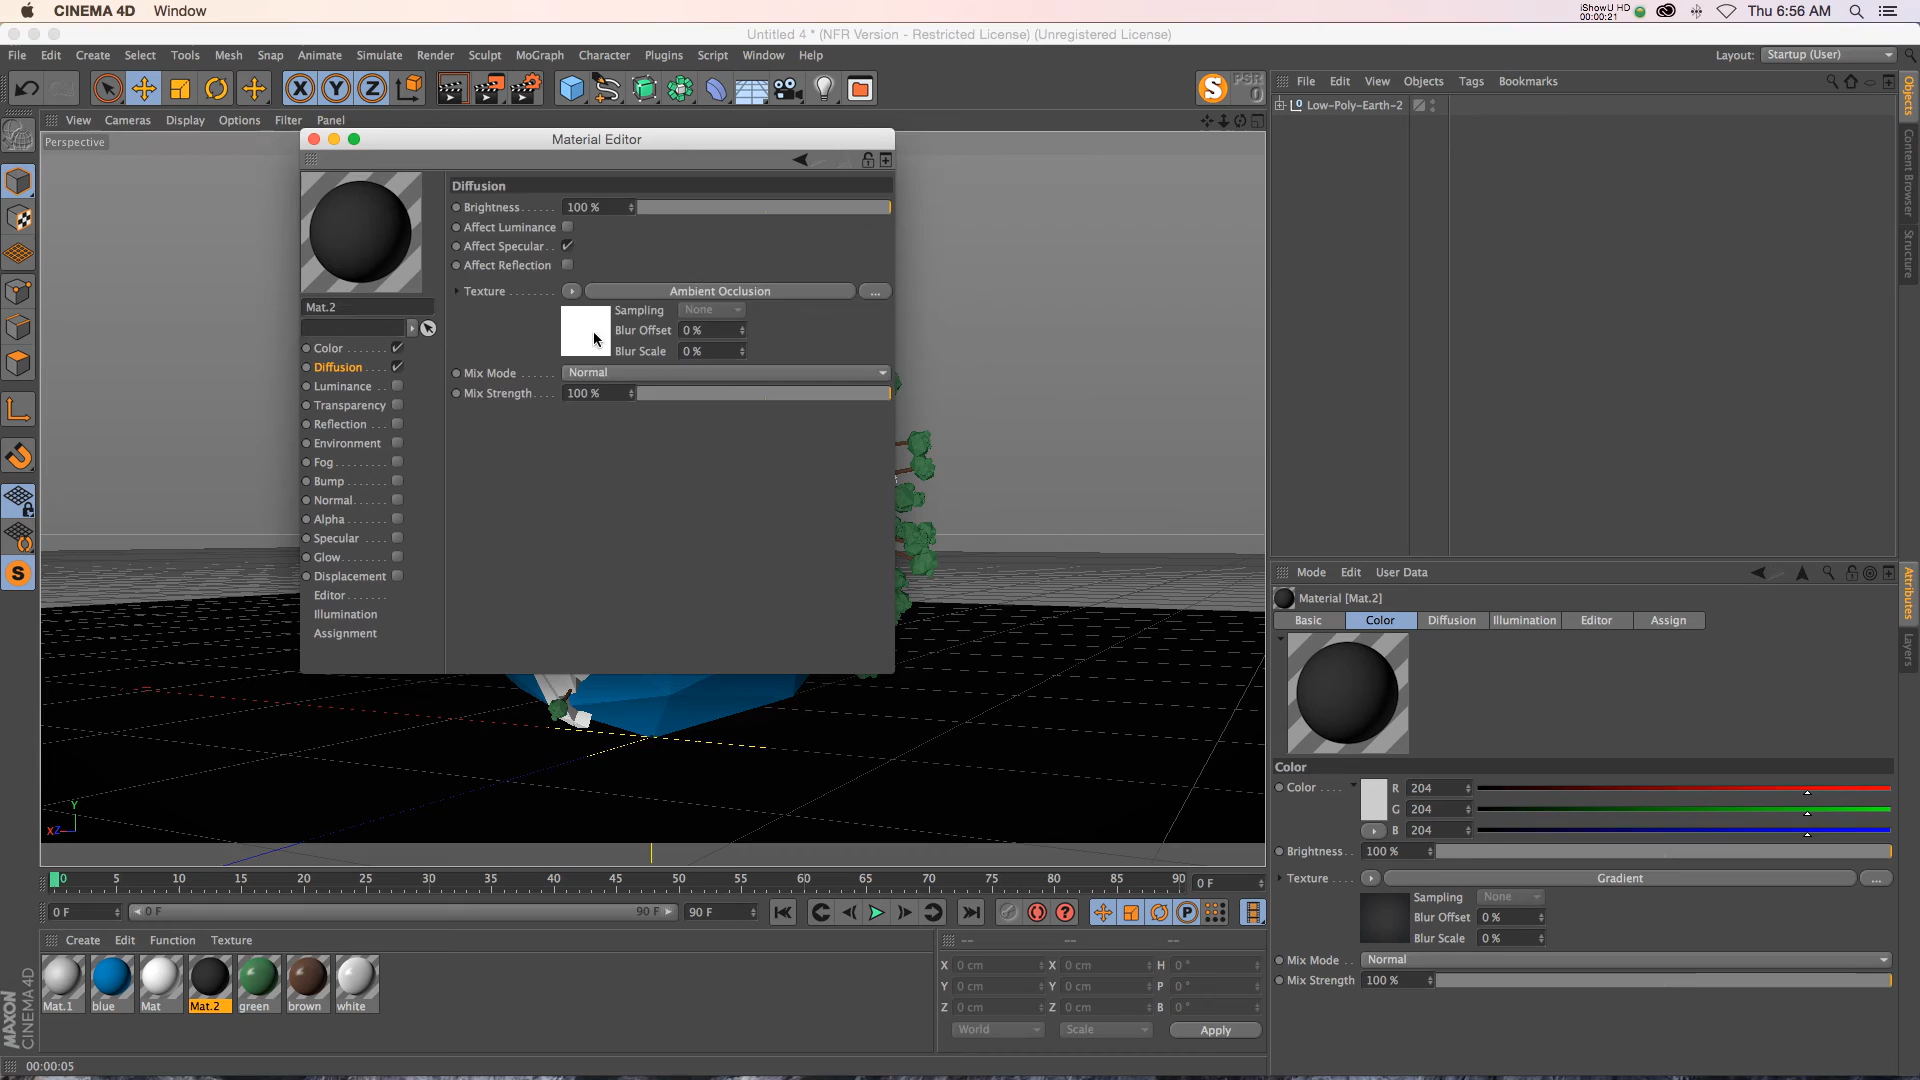 CINEMA 4D Window
iShowU HD
00:00:21
Thu 6:56 AM
Untitled 4 * (NFR Version - Restricted License) (Unregistered License)
File Edit Create Select Tools Mesh Snap Animate Simulate Render Sculpt MoGraph Character Plugins Script Window Help
Layout: Startup (User)
X Y Z
S
PSR
0
File Edit View Objects Tags Bookmarks
View Cameras Display Options Filter Panel
Low-Poly-Earth-2
Perspective
Material Editor
Diffusion
Brightness 100 %
Affect Luminance
Affect Specular
Affect Reflection
Texture Ambient Occlusion ...
Sampling None
Blur Offset 0 %
Blur Scale 0 %
Mix Mode Normal
Mix Strength 100 %
Mat.2
Color
Diffusion
Luminance
Transparency
Reflection
Environment
Fog
Bump
Normal
Alpha
Specular
Glow
Displacement
Editor
Illumination
Assignment
S
Objects
Content Browser
Structure
Attributes
Layers
Mode Edit User Data
Material [Mat.2]
Basic Color Diffusion Illumination Editor Assign
Color
Color R 204
G 204
B 204
Brightness 100 %
Texture Gradient ...
Sampling None
Blur Offset 0 %
Blur Scale 0 %
Mix Mode Normal
Mix Strength 100 %
Y
X Z
0 5 10 15 20 25 30 35 40 45 50 55 60 65 70 75 80 85 90 0 F
0 F 0 F 90 F 90 F
P
Create Edit Function Texture
Mat.1 blue Mat Mat.2 green brown white
-- -- --
X 0 cm X 0 cm H 0 °
Y 0 cm Y 0 cm P 0 °
Z 0 cm Z 0 cm B 0 °
World Scale Apply
MAXON
CINEMA 4D
00:00:05